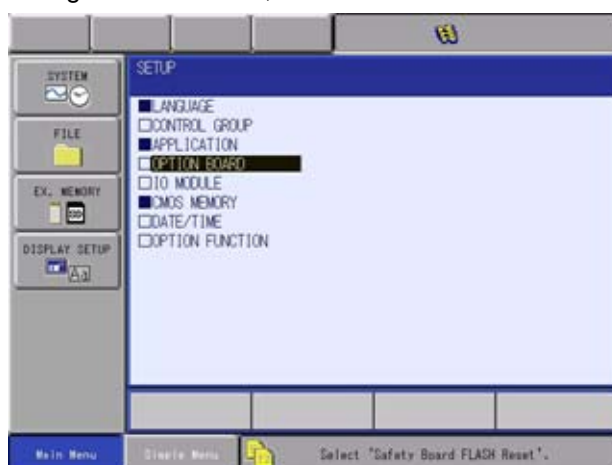 SYSTEM
FILE
EX. MEMORY
DISPLAY SETUP
SETUP
■LANGUAGE
□CONTROL GROUP
■APPLICATION
□OPTION BOARD
□IO MODULE
■CMOS MEMORY
□DATE/TIME
□OPTION FUNCTION
Main Menu
Simple Menu
Select "Safety Board FLASH Reset".